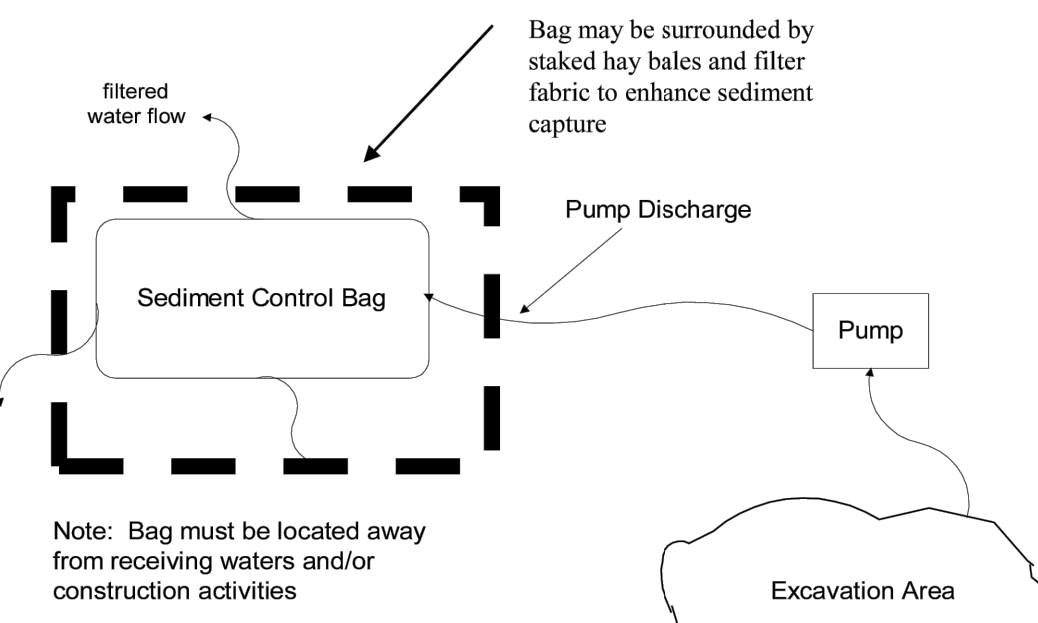 Bag may be surrounded by
staked hay bales and filter
fabric to enhance sediment
capture
filtered
water flow
Pump Discharge
Sediment Control Bag
Pump
Note:  Bag must be located away
from receiving waters and/or
construction activities
Excavation Area